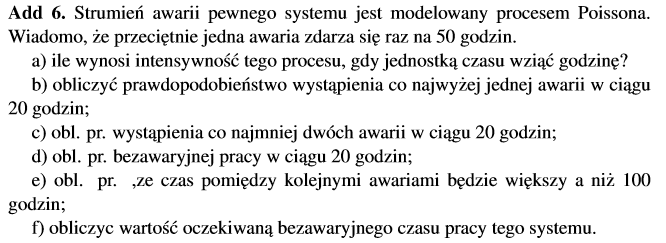 Add 6. Strumień awarii pewnego systemu jest modelowany procesem Poissona.
Wiadomo, że przeciętnie jedna awaria zdarza się raz na 50 godzin.
a) ile wynosi intensywność tego procesu, gdy jednostką czasu wziąć godzinę?
b) obliczyć prawdopodobieństwo wystąpienia co najwyżej jednej awarii w ciągu
20 godzin;
c) obl. pr. wystąpienia co najmniej dwóch awarii w ciągu 20 godzin;
d) obl. pr. bezawaryjnej pracy w ciągu 20 godzin;
e) obl. pr. ,ze czas pomiędzy kolejnymi awariami będzie większy a niż 100
godzin;
f) obliczyc wartość oczekiwaną bezawaryjnego czasu pracy tego systemu.